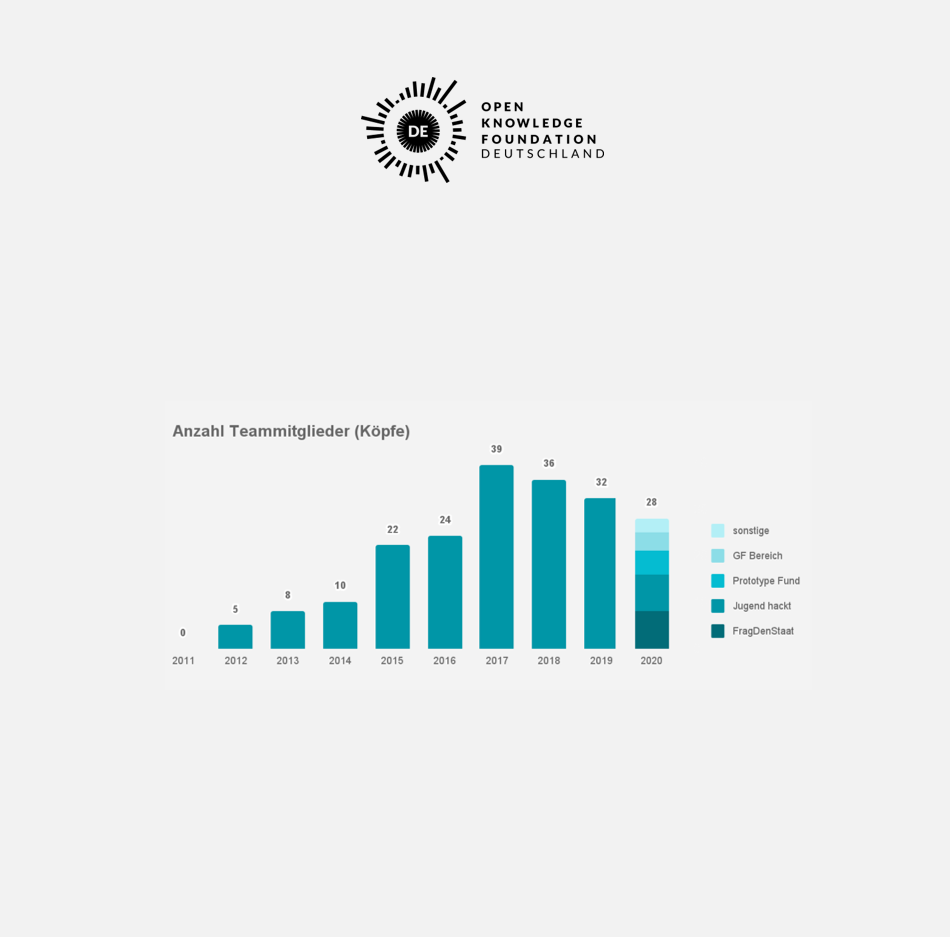 DE
OPEN
KNOWLEDGE
FOUNDATION
DEUTSCHLAND
Anzahl Teammitglieder (Köpfe)
0
5
8
10
22
24
39
36
32
28
2011
2012
2013
2014
2015
2016
2017
2018
2019
2020
sonstige
GF Bereich
Prototype Fund
Jugend hackt
FragDenStaat